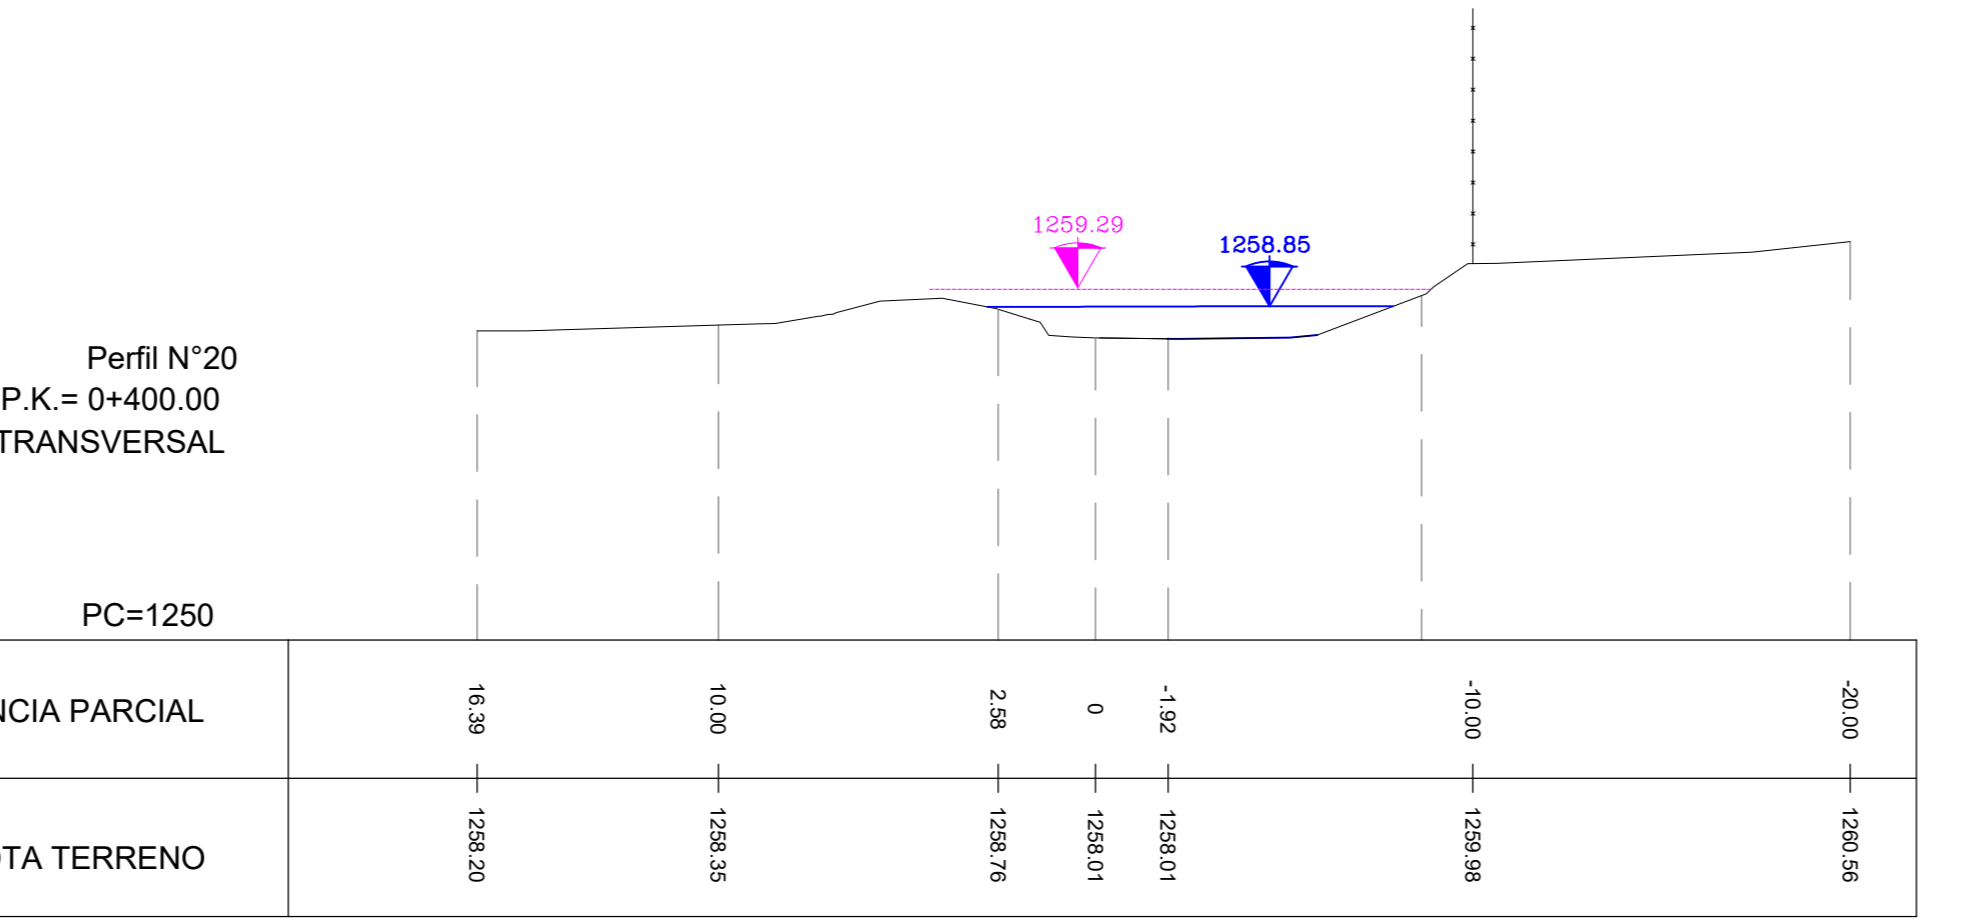 1259.29
1258.85
Perfil N°20
P.K.= 0+400.00
TRANSVERSAL
PC=1250
NCIA PARCIAL
16.39
10.00
2.58
0
-1.92
-10.00
-20.00
OTA TERRENO
1258.20
1258.35
1258.76
1258.01
1258.01
1259.98
1260.56